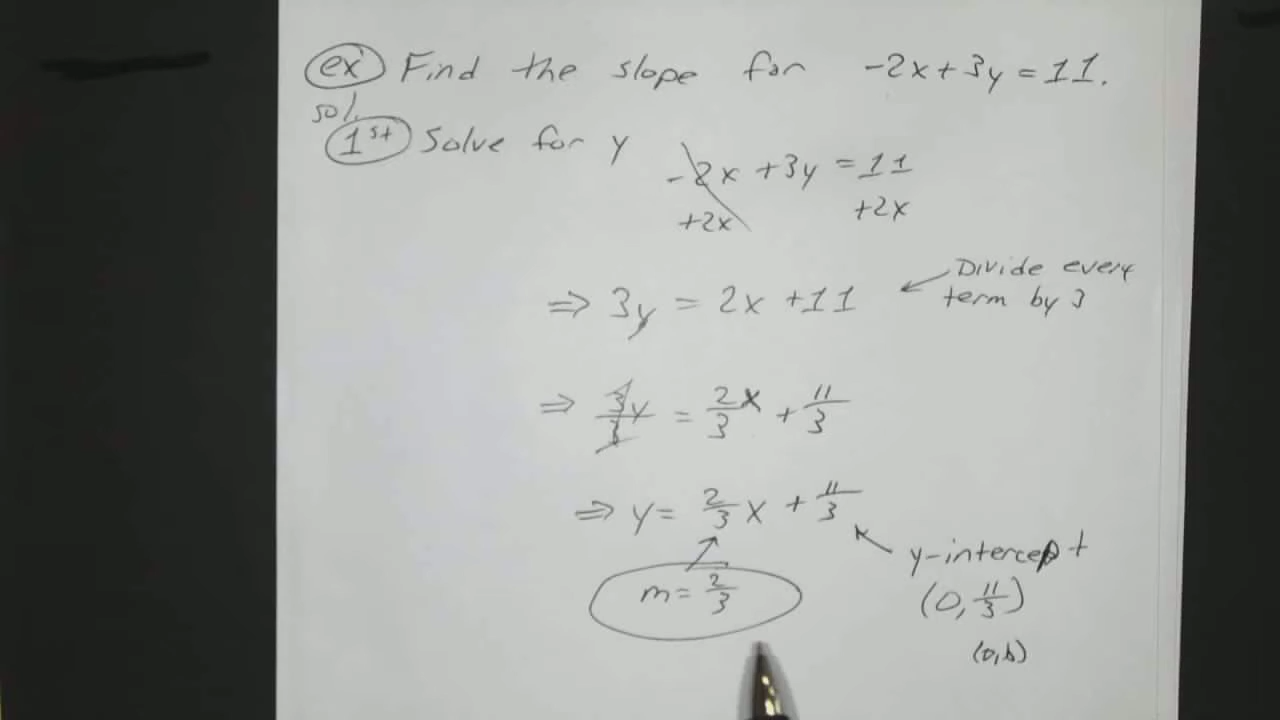 ex Find the slope for -2x+3y=11.
sol.
1st Solve for y
-2x +3y =11
+2x +2x
⇒ 3y = 2x +11
Divide every
term by 3
⇒ 3y/3 = 2/3 x + 11/3
⇒ y= 2/3 x + 11/3
m= 2/3
y-intercept
(0, 11/3)
(0,b)